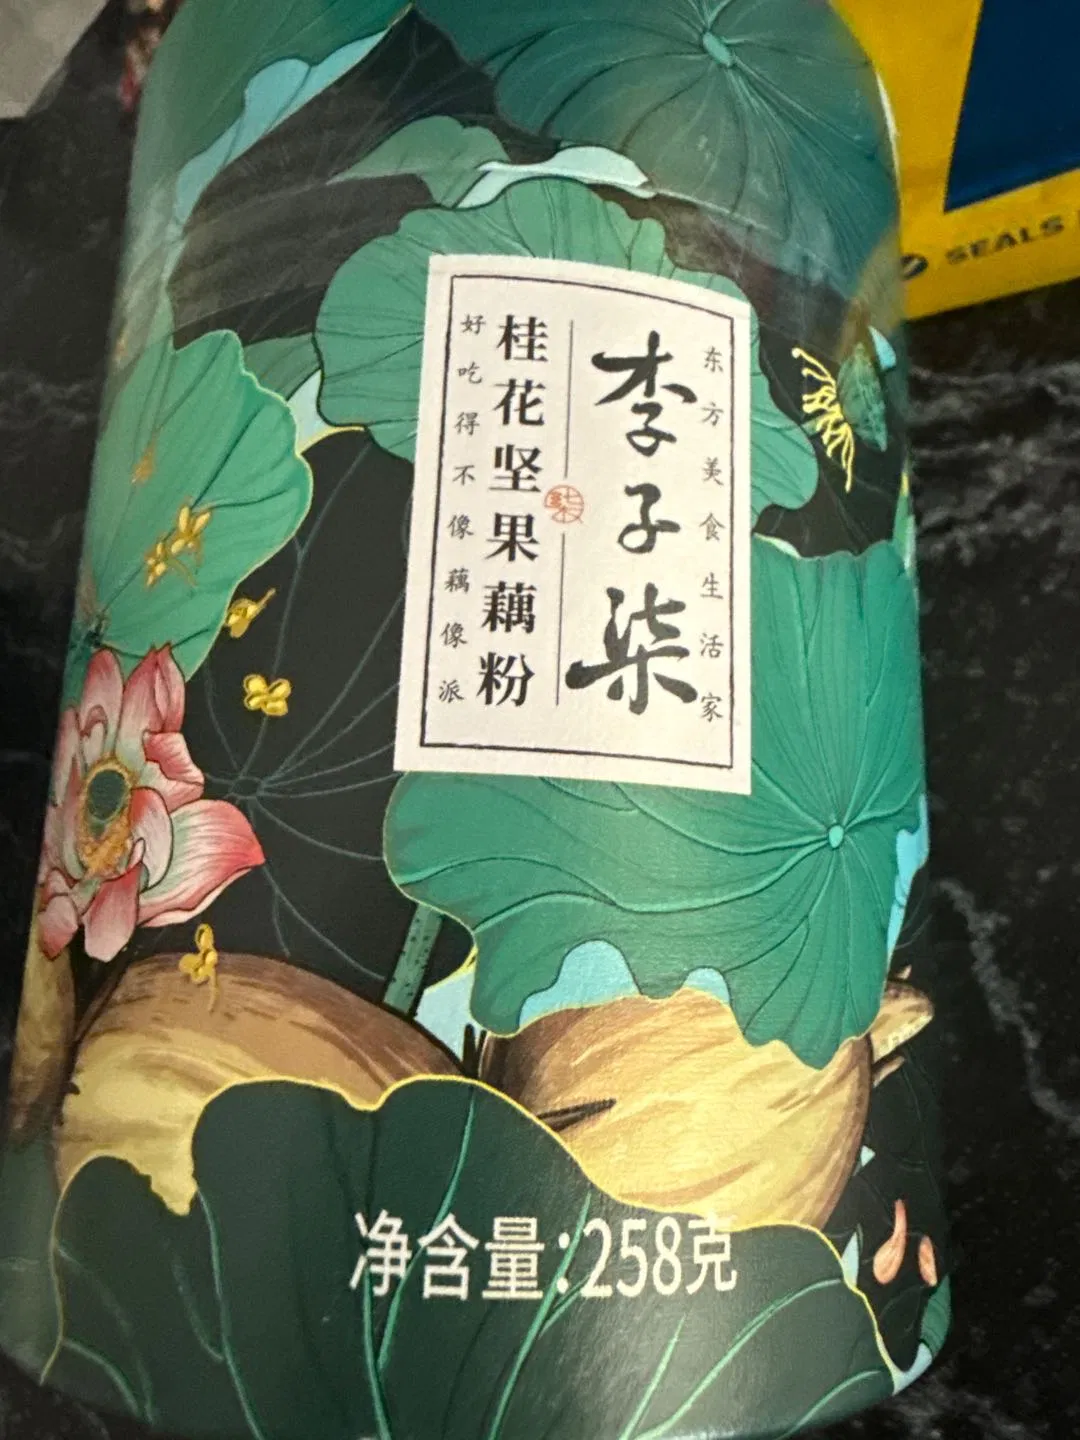 东方美食生活家
李子柒
桂花坚果藕粉
好吃得不像藕像派
净含量:258克
SEALS